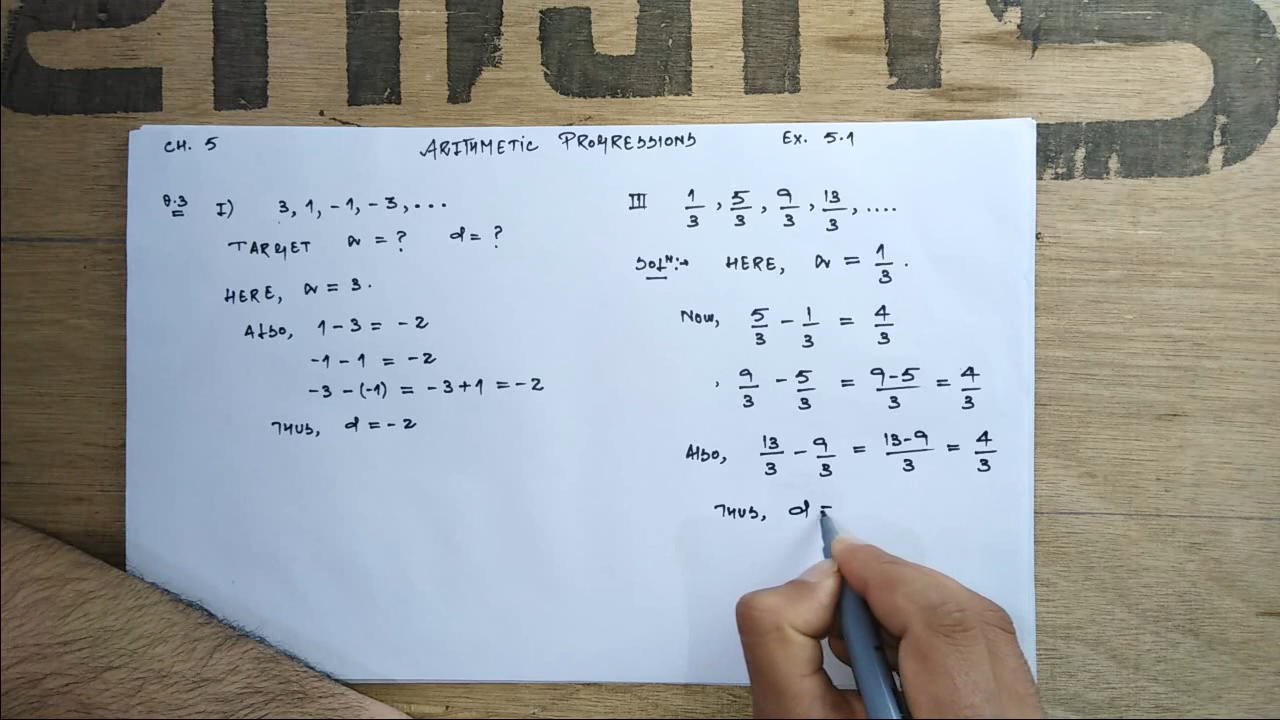 CH. 5 ARITHMETIC PROGRESSIONS Ex. 5.1
Q.3 I) 3, 1, -1, -3, ...
TARGET a = ? d = ?
HERE, a = 3.
ALSO, 1 - 3 = -2
-1 - 1 = -2
-3 - (-1) = -3 + 1 = -2
THUS, d = -2
III 1/3, 5/3, 9/3, 13/3, ....
SOLN:→ HERE, a = 1/3.
NOW, 5/3 - 1/3 = 4/3
, 9/3 - 5/3 = 9-5/3 = 4/3
ALSO, 13/3 - 9/3 = 13-9/3 = 4/3
THUS, d =